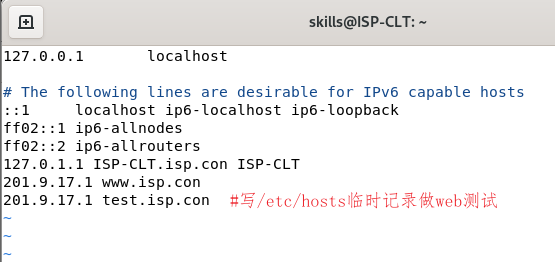 skills@ISP-CLT: ~
127.0.0.1       localhost
# The following lines are desirable for IPv6 capable hosts
::1     localhost ip6-localhost ip6-loopback
ff02::1 ip6-allnodes
ff02::2 ip6-allrouters
127.0.1.1 ISP-CLT.isp.con ISP-CLT
201.9.17.1 www.isp.con
201.9.17.1 test.isp.con #写/etc/hosts临时记录做web测试
~
~
~